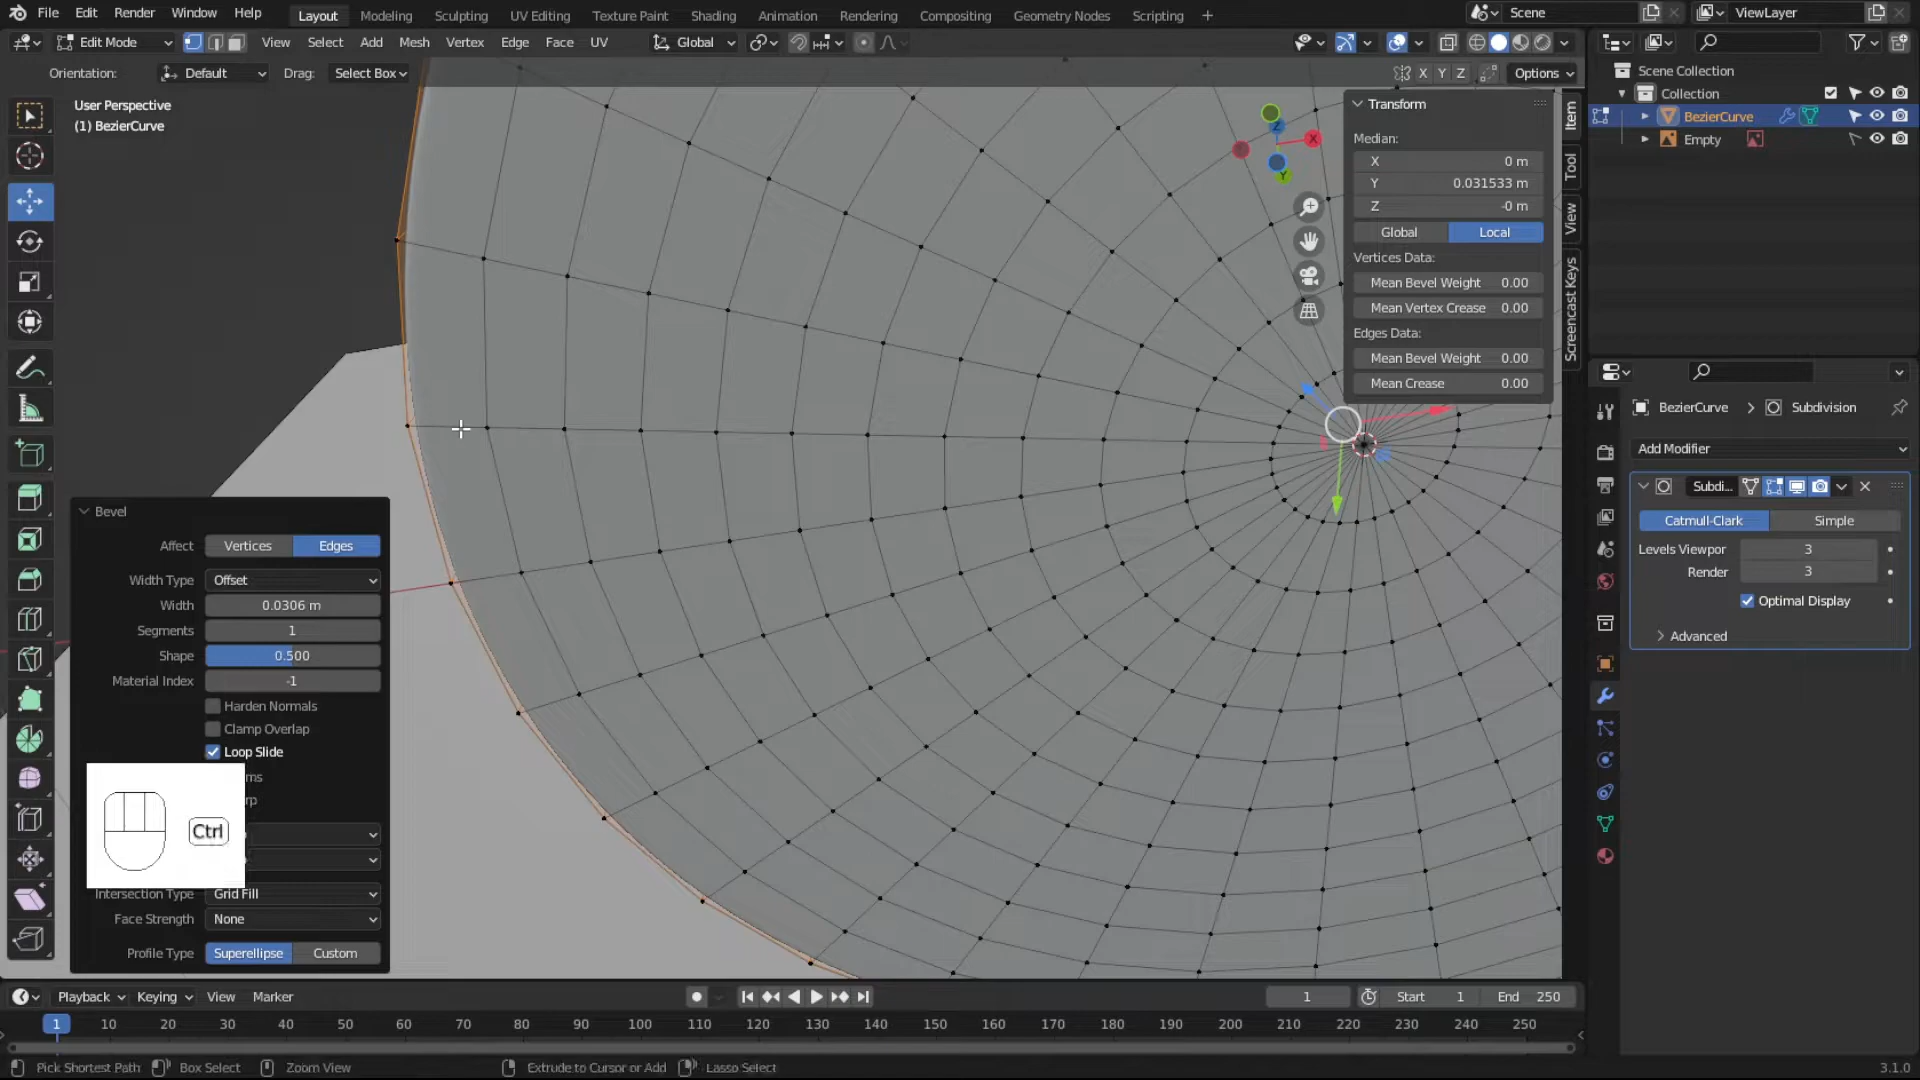 File Edit Render Window Help Layout Modeling Sculpting UV Editing Texture Paint Shading Animation Rendering Compositing Geometry Nodes Scripting + Scene ViewLayer
Edit Mode View Select Add Mesh Vertex Edge Face UV Global
Orientation: Default Drag: Select Box X Y Z Options
User Perspective
(1) BezierCurve
Transform
Median:
X 0 m
Y 0.031533 m
Z -0 m
Global Local
Vertices Data:
Mean Bevel Weight 0.00
Mean Vertex Crease 0.00
Edges Data:
Mean Bevel Weight 0.00
Mean Crease 0.00
Item
Tool
View
Screencast Keys
Z
X
Y
Scene Collection
Collection
BezierCurve
Empty
BezierCurve > Subdivision
Add Modifier
Subdi...
Catmull-Clark Simple
Levels Viewpor 3
Render 3
Optimal Display
Advanced
Bevel
Affect Vertices Edges
Width Type Offset
Width 0.0306 m
Segments 1
Shape 0.500
Material Index -1
Harden Normals
Clamp Overlap
Loop Slide
Ctrl
Intersection Type Grid Fill
Face Strength None
Profile Type Superellipse Custom
Playback Keying View Marker 1 Start 1 End 250
1 10 20 30 40 50 60 70 80 90 100 110 120 130 140 150 160 170 180 190 200 210 220 230 240 250
Pick Shortest Path Box Select Zoom View Extrude to Cursor or Add Lasso Select 3.1.0